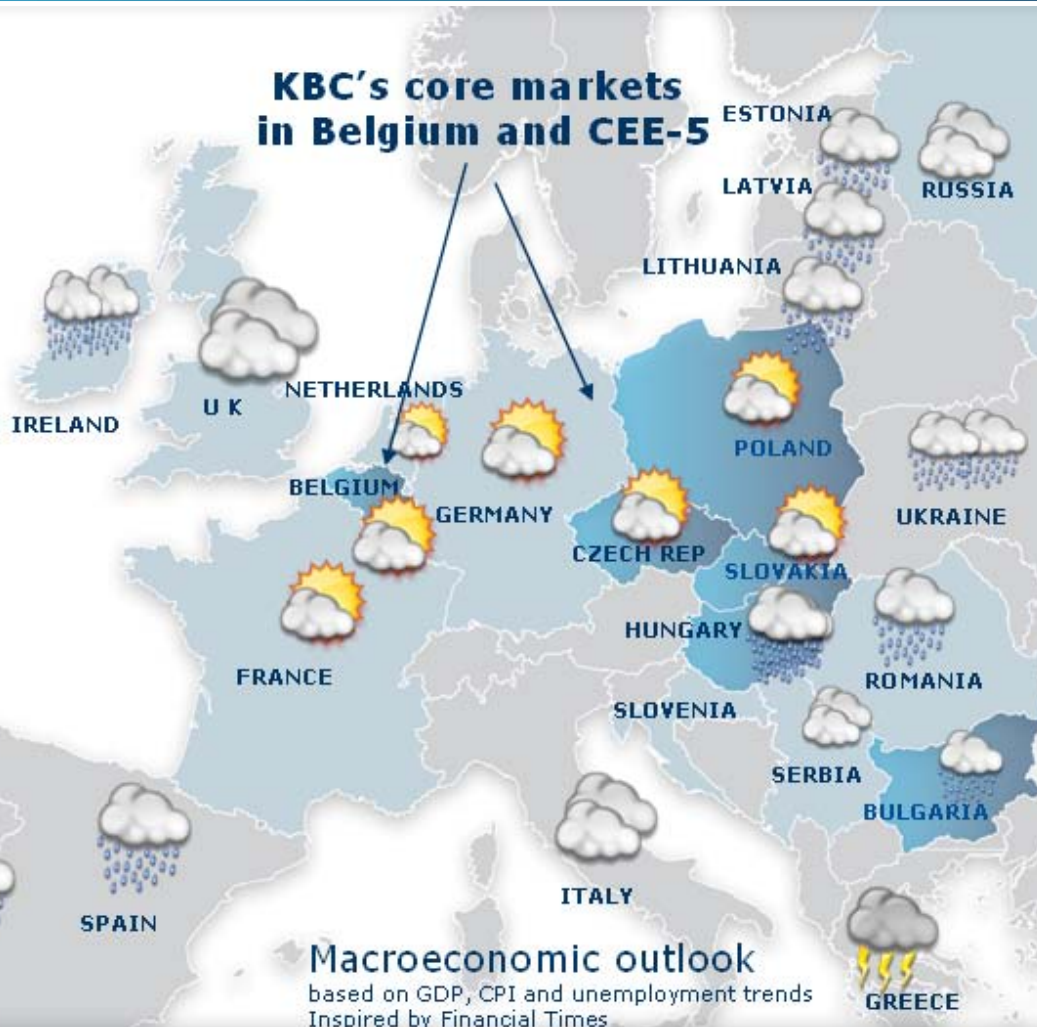 KBC's core markets
in Belgium and CEE-5
ESTONIA
RUSSIA
LATVIA
LITHUANIA
IRELAND
U K
NETHERLANDS
POLAND
BELGIUM
GERMANY
UKRAINE
CZECH REP
SLOVAKIA
HUNGARY
FRANCE
ROMANIA
SLOVENIA
SERBIA
BULGARIA
ITALY
SPAIN
Macroeconomic outlook
based on GDP, CPI and unemployment trends
Inspired by Financial Times
GREECE